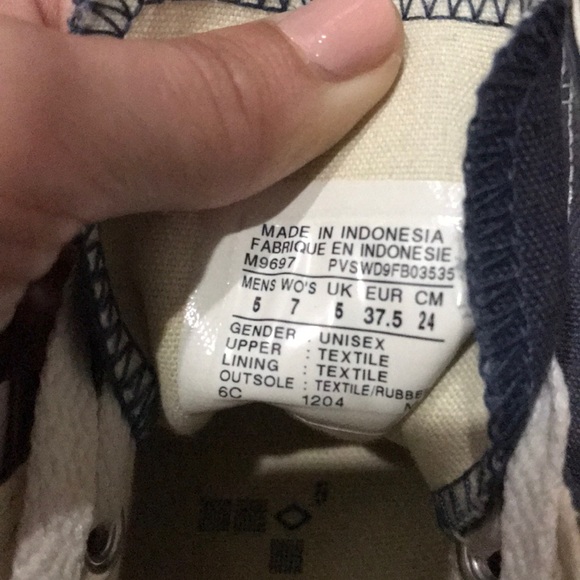 MADE IN INDONESIA
FABRIQUE EN INDONESIE
M9697 PVSWD9FB03535
MENS WO'S UK EUR CM
5 7 5 37.5 24
GENDER : UNISEX
UPPER : TEXTILE
LINING : TEXTILE
OUTSOLE : TEXTILE/RUBBE
6C 1204